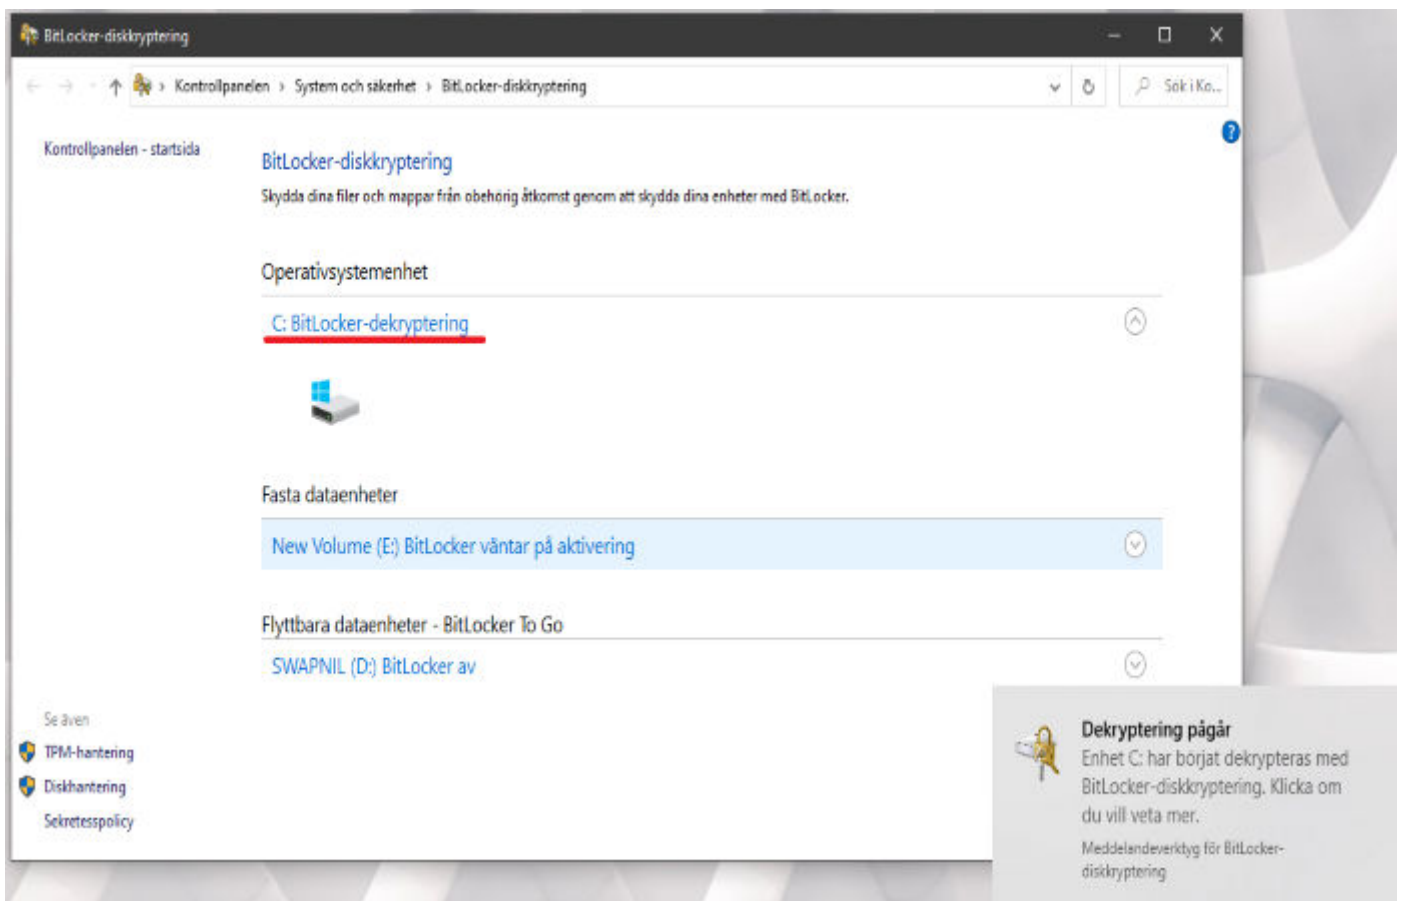 BitLocker-diskkryptering
Kontrollpanelen › System och säkerhet › BitLocker-diskkryptering
Sök i Ko...
Kontrollpanelen - startsida
BitLocker-diskkryptering
Skydda dina filer och mappar från obehörig åtkomst genom att skydda dina enheter med BitLocker.
Operativsystemenhet
C: BitLocker-dekryptering
Fasta dataenheter
New Volume (E:) BitLocker väntar på aktivering
Flyttbara dataenheter - BitLocker To Go
SWAPNIL (D:) BitLocker av
Se även
TPM-hantering
Diskhantering
Sekretesspolicy
Dekryptering pågår
Enhet C: har börjat dekrypteras med
BitLocker-diskkryptering. Klicka om
du vill veta mer.
Meddelandeverktyg för BitLocker-
diskkryptering